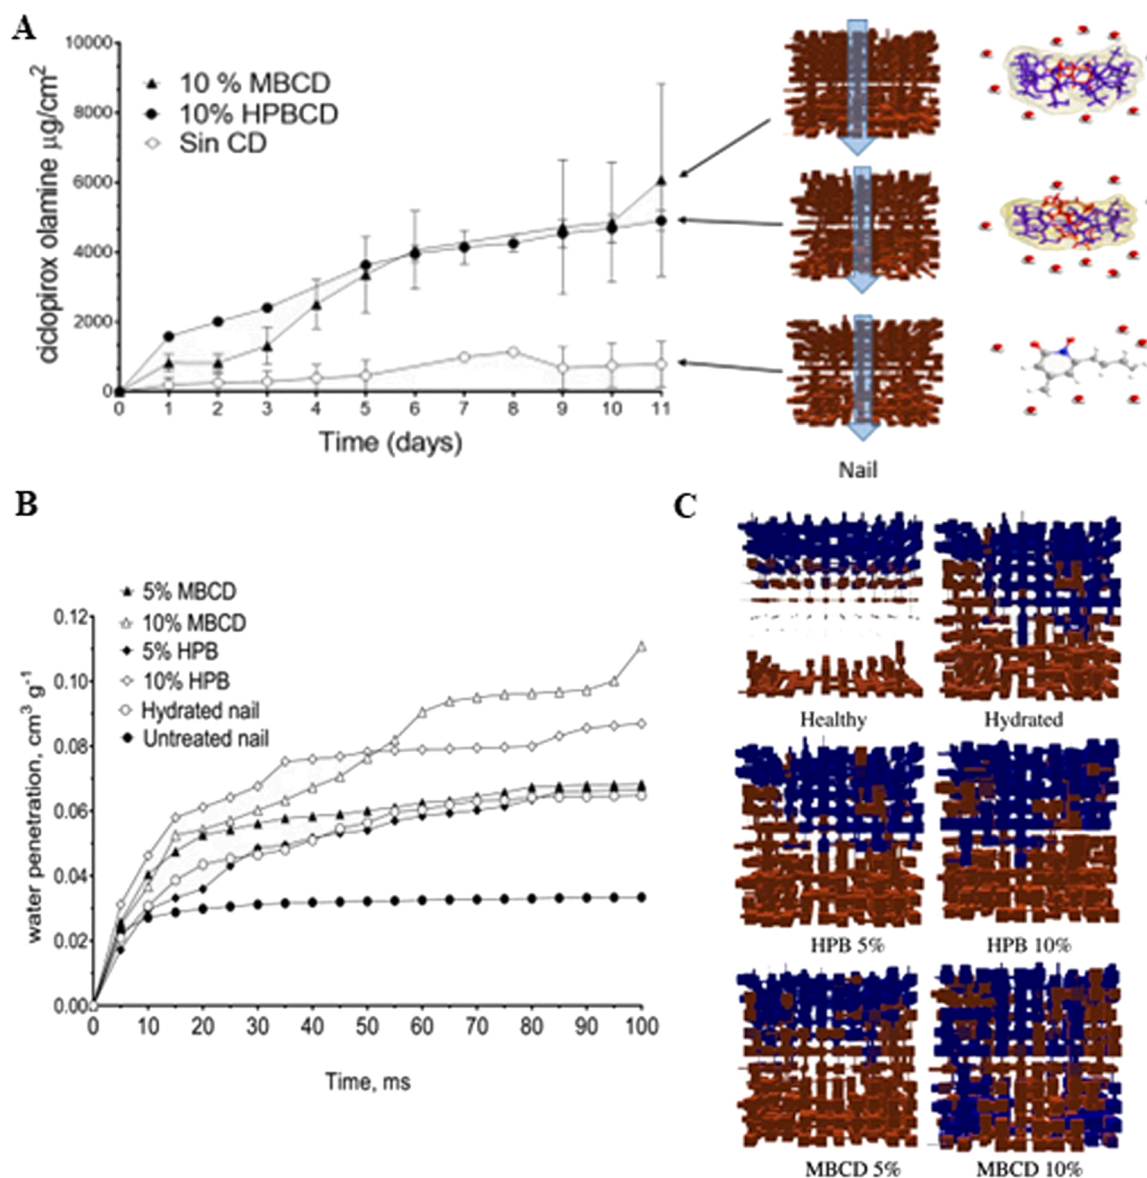 A
10000
8000
6000
4000
2000
0
ciclopirox olamine µg/cm2
10 % MBCD
10% HPBCD
Sin CD
0 1 2 3 4 5 6 7 8 9 10 11
Time (days)
Nail
B
C
5% MBCD
10% MBCD
5% HPB
10% HPB
Hydrated nail
Untreated nail
0.12
0.10
0.08
0.06
0.04
0.02
0.00
water penetration, cm3 g-1
0 10 20 30 40 50 60 70 80 90 100
Time, ms
Healthy Hydrated
HPB 5% HPB 10%
MBCD 5% MBCD 10%